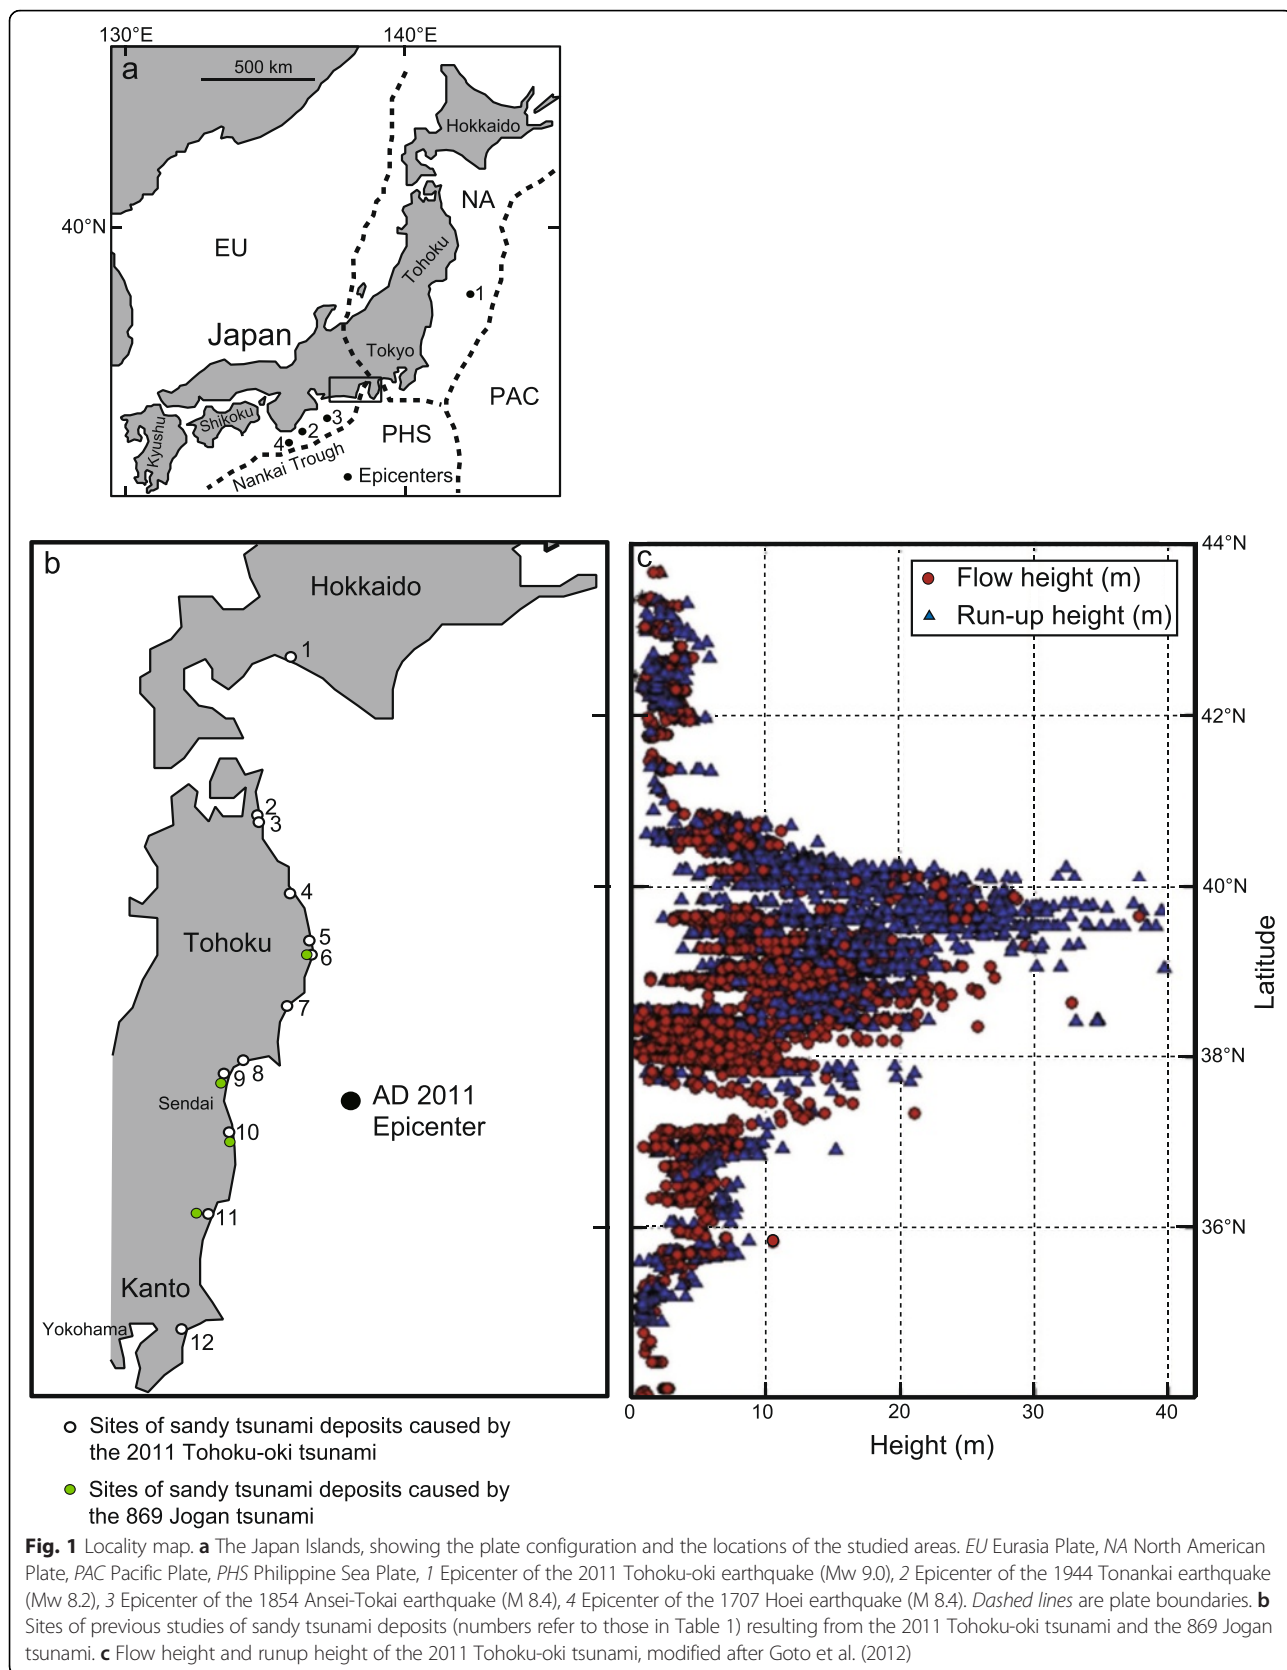 130°E 140°E
a
500 km
Hokkaido
NA
40°N
EU
Tohoku
1
Japan
Tokyo
PAC
Shikoku
Kyushu
3
2
4
PHS
Nankai Trough
Epicenters
b
Hokkaido
1
2
3
4
5
Tohoku
6
7
8
9
Sendai
AD 2011
Epicenter
10
11
Kanto
Yokohama
12
c
Flow height (m)
Run-up height (m)
44°N
42°N
40°N
38°N
36°N
Latitude
0 10 20 30 40
Height (m)
Sites of sandy tsunami deposits caused by
the 2011 Tohoku-oki tsunami
Sites of sandy tsunami deposits caused by
the 869 Jogan tsunami
Fig. 1 Locality map. a The Japan Islands, showing the plate configuration and the locations of the studied areas. EU Eurasia Plate, NA North American
Plate, PAC Pacific Plate, PHS Philippine Sea Plate, 1 Epicenter of the 2011 Tohoku-oki earthquake (Mw 9.0), 2 Epicenter of the 1944 Tonankai earthquake
(Mw 8.2), 3 Epicenter of the 1854 Ansei-Tokai earthquake (M 8.4), 4 Epicenter of the 1707 Hoei earthquake (M 8.4). Dashed lines are plate boundaries. b
Sites of previous studies of sandy tsunami deposits (numbers refer to those in Table 1) resulting from the 2011 Tohoku-oki tsunami and the 869 Jogan
tsunami. c Flow height and runup height of the 2011 Tohoku-oki tsunami, modified after Goto et al. (2012)